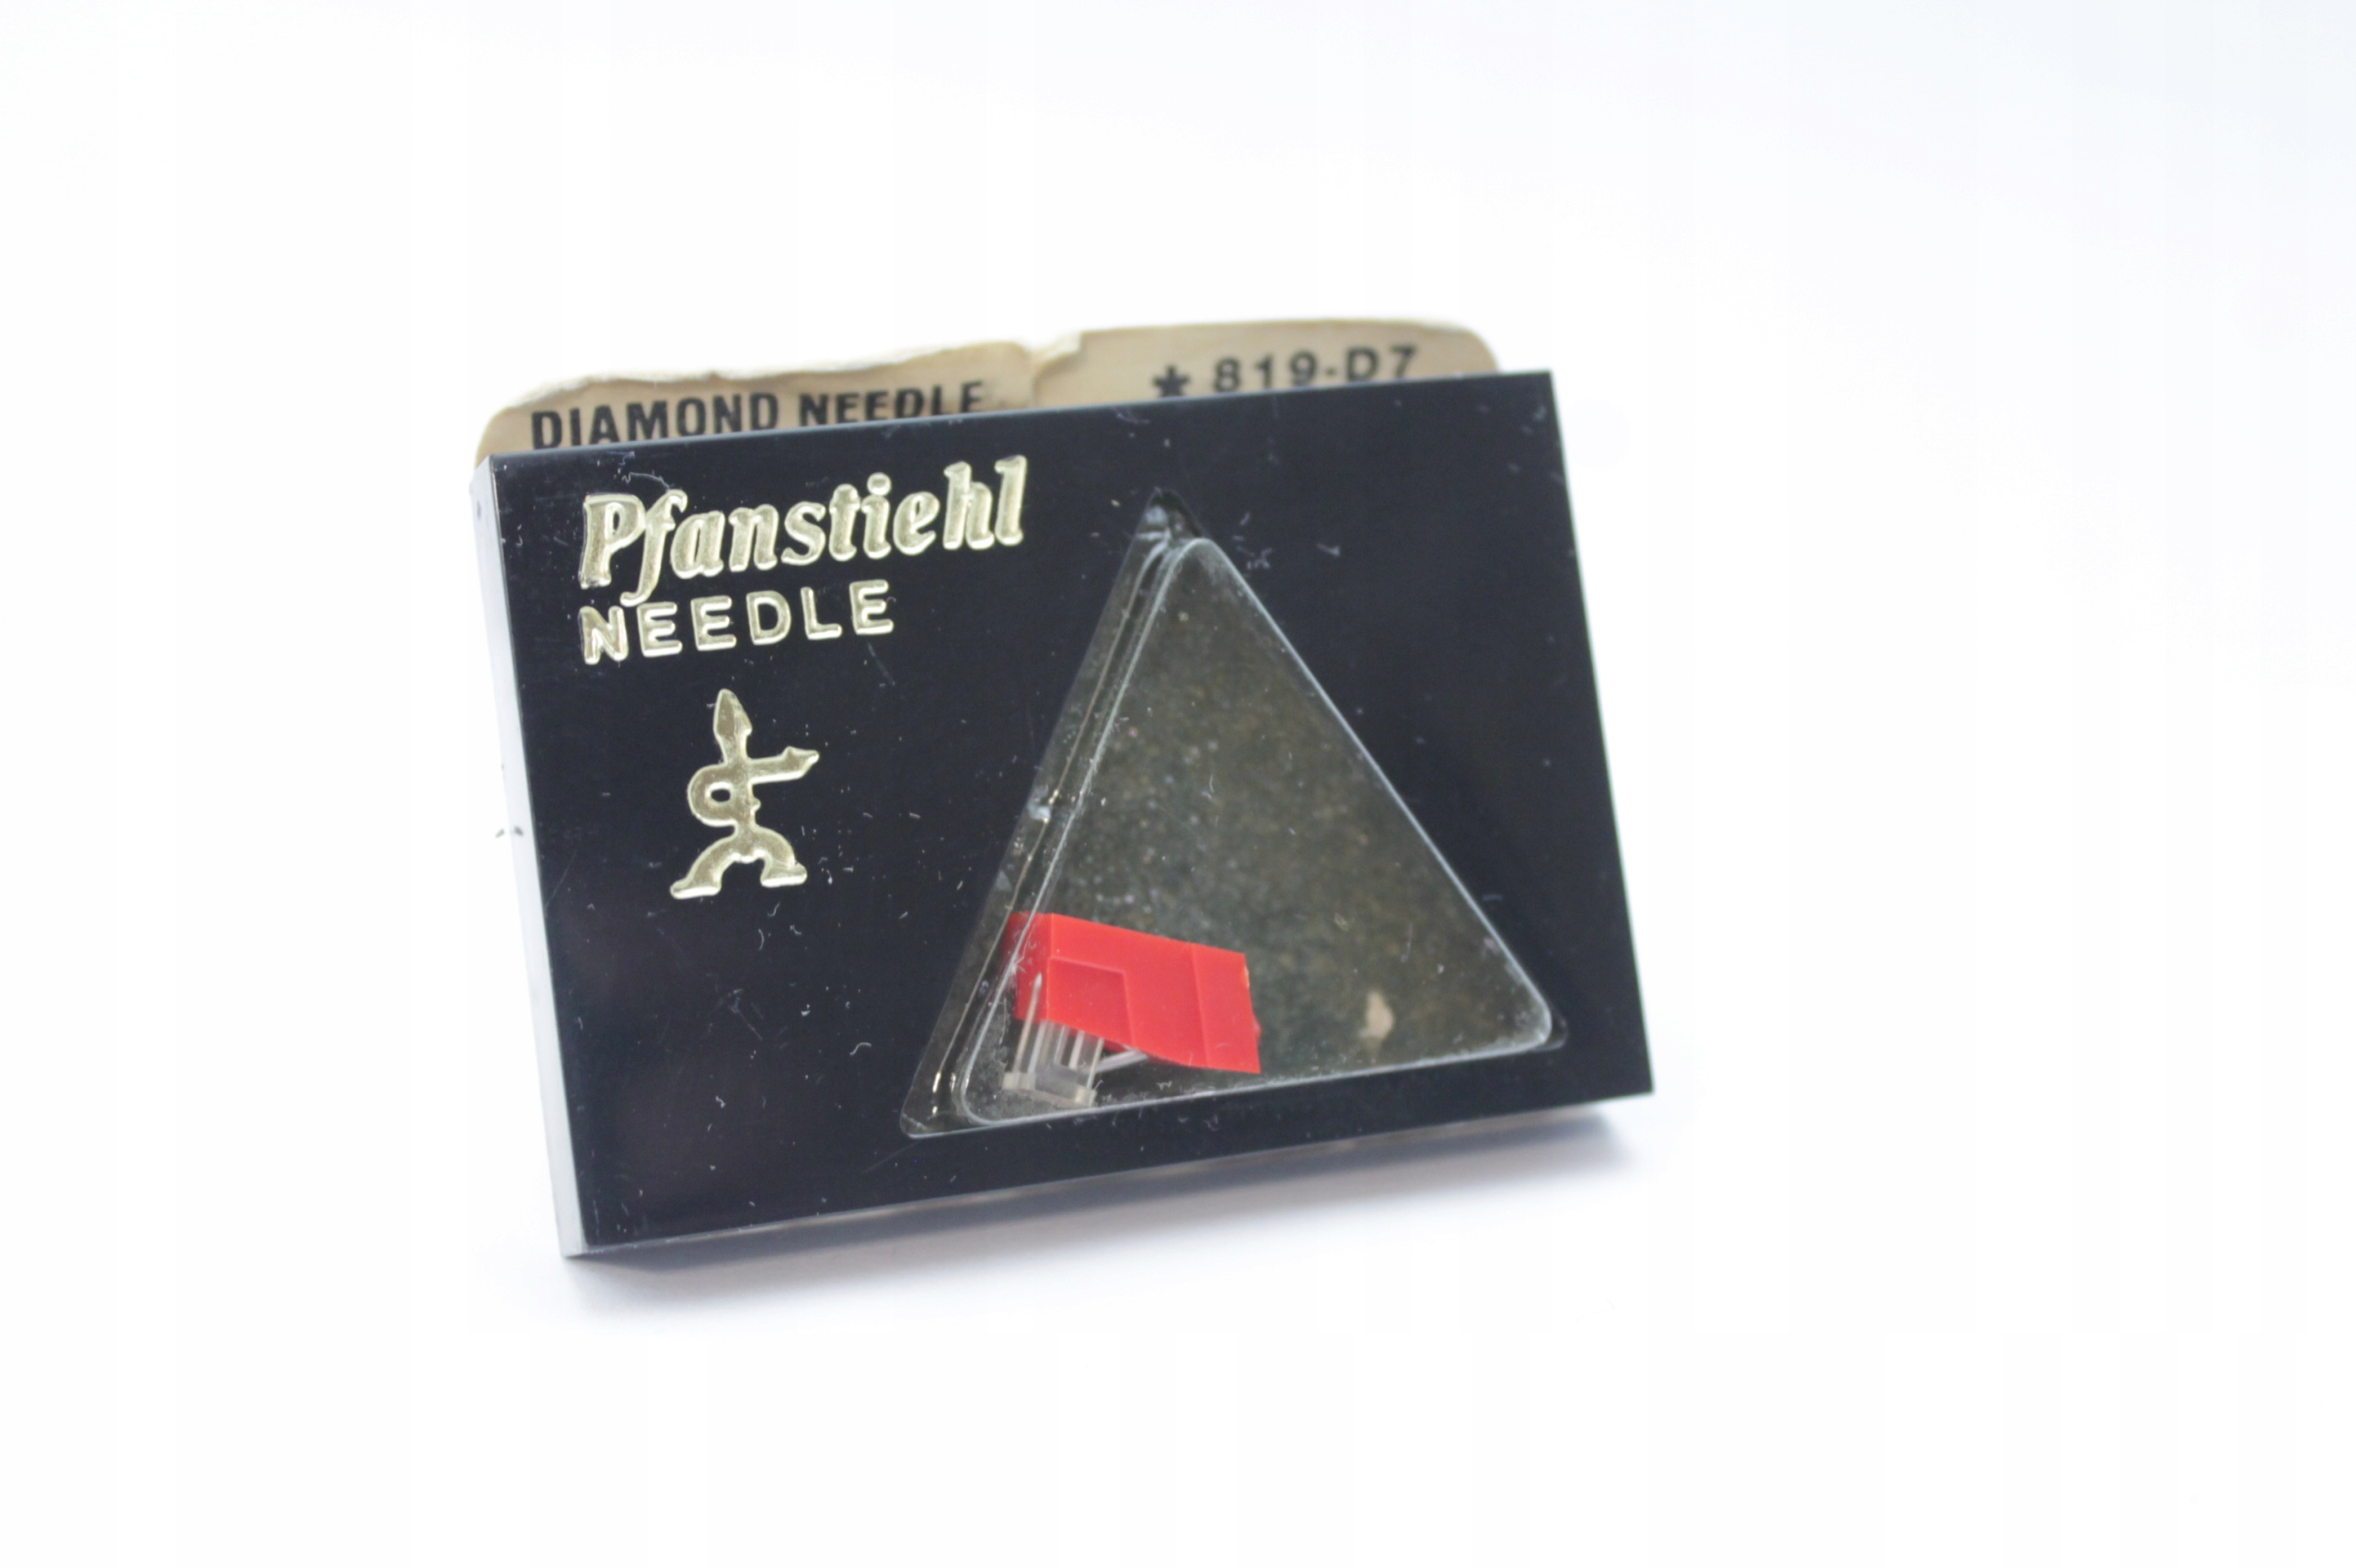 DIAMOND NEEDLE
★ 819-D7
Pfanstiehl
NEEDLE